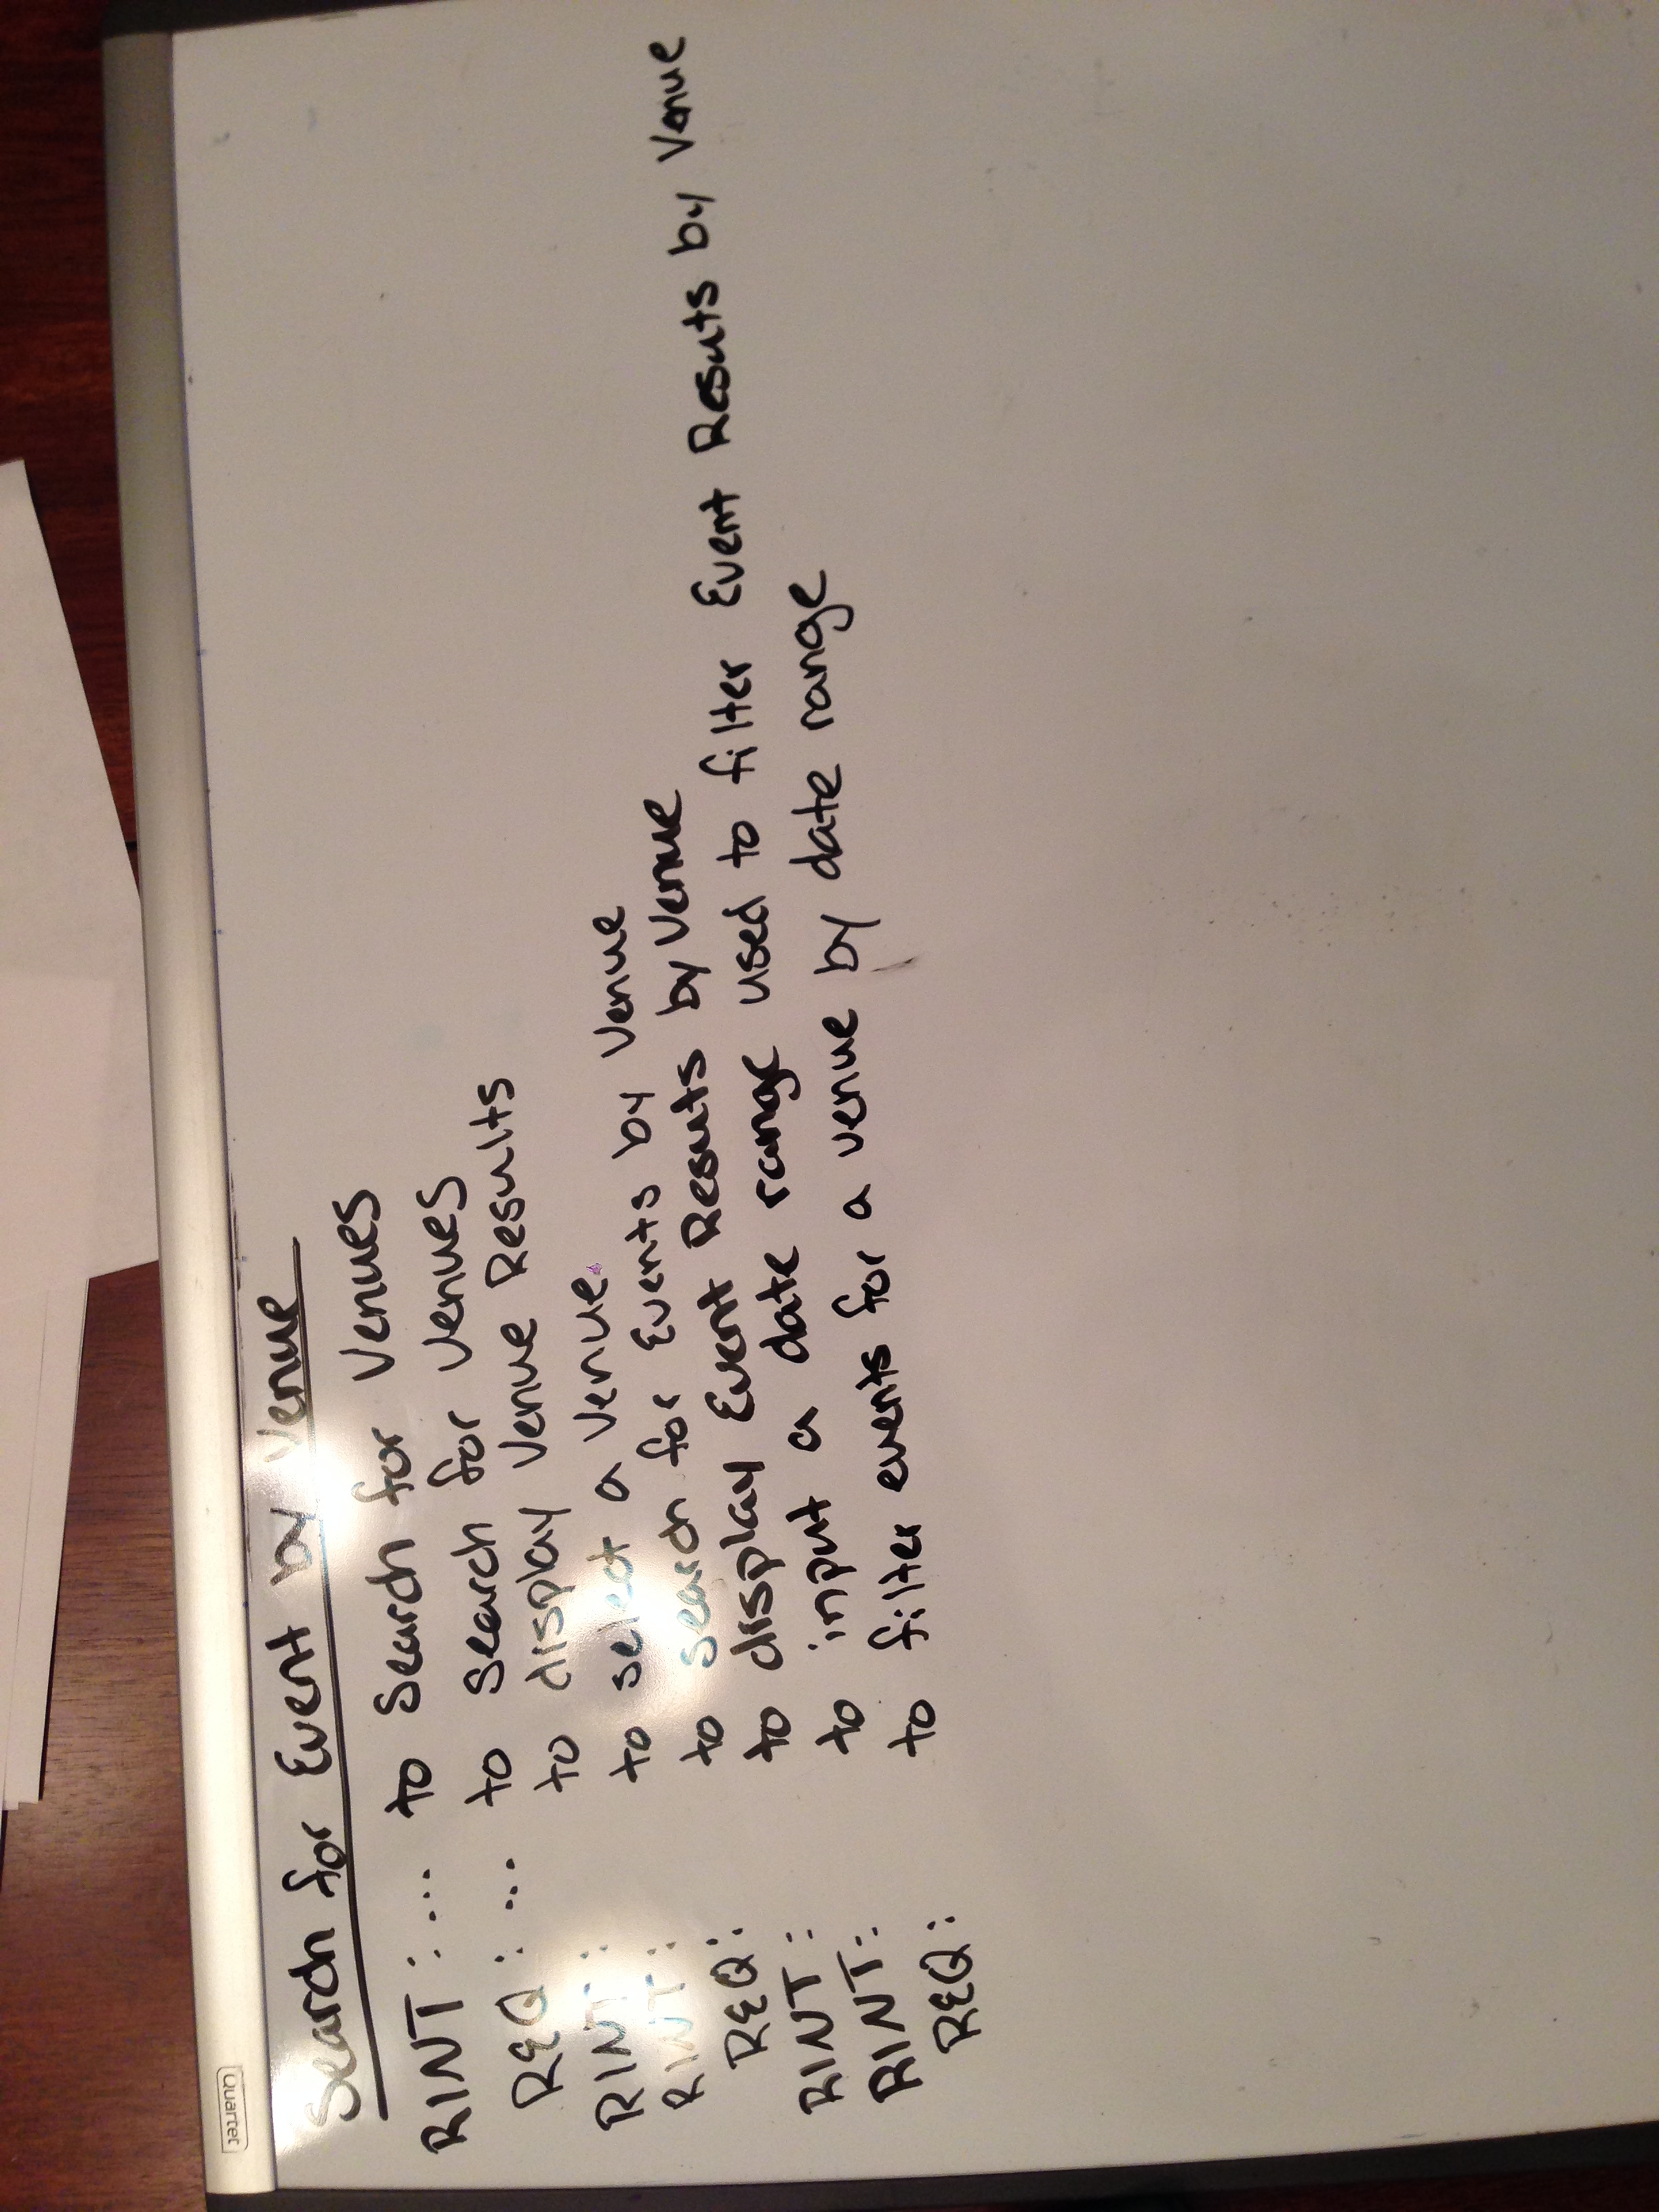 Quartet
Search for Event by Venue
RINT: ... to Search for Venues
REQ: ... to Search for Venues
RINT: to display Venue Results
RINT: to select a Venue.
REQ: to search for Events by Venue
RINT: to display Event Resuts by Venue
RINT: to input a date range used to filter Event Resuts by Venue
REQ: to filter events for a venue by date range